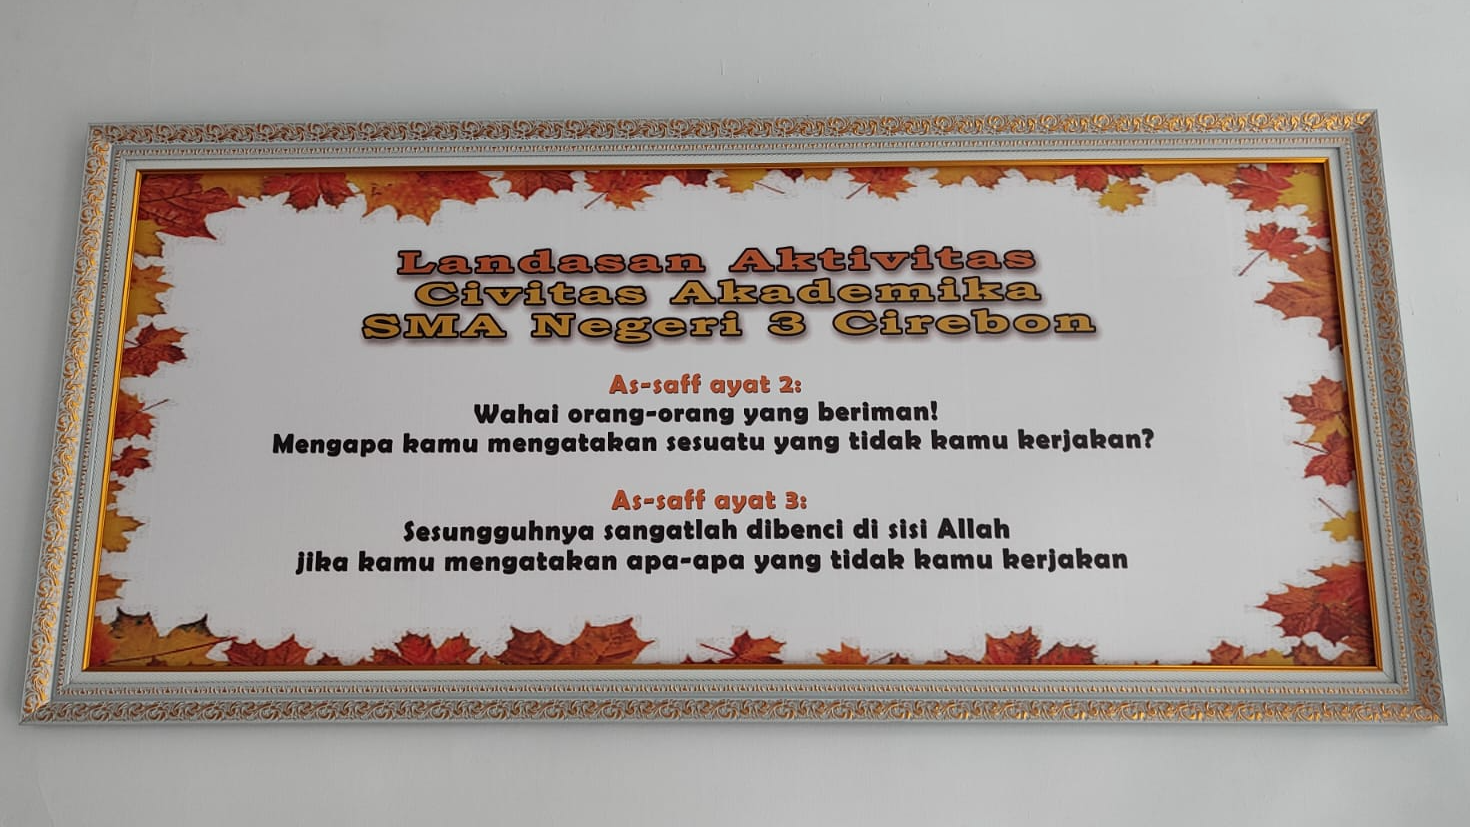 Landasan Aktivitas
Civitas Akademika
SMA Negeri 3 Cirebon
As-saff ayat 2:
Wahai orang-orang yang beriman!
Mengapa kamu mengatakan sesuatu yang tidak kamu kerjakan?
As-saff ayat 3:
Sesungguhnya sangatlah dibenci di sisi Allah
jika kamu mengatakan apa-apa yang tidak kamu kerjakan